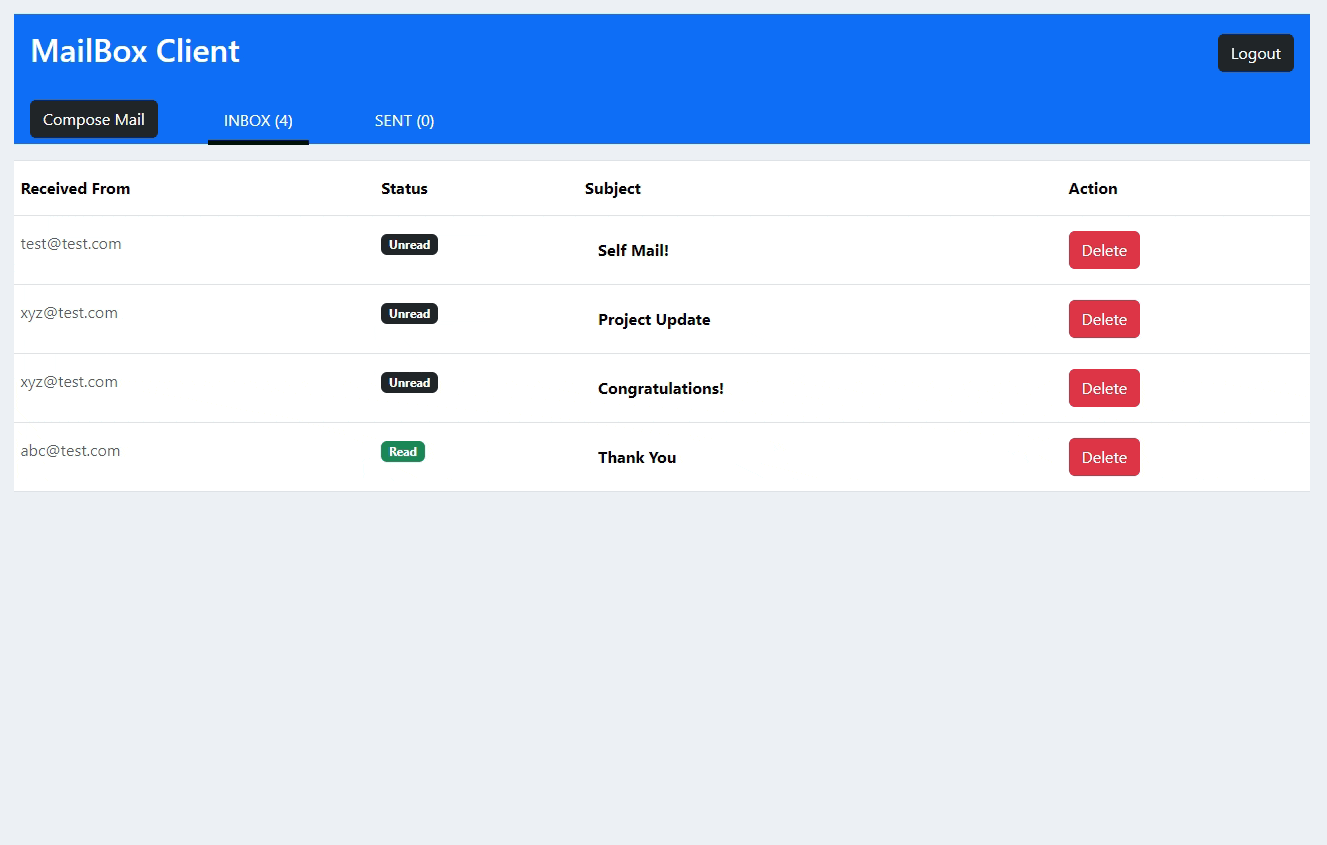 MailBox Client
Logout
Compose Mail INBOX (4) SENT (0)
Received From Status Subject Action
test@test.com Unread Self Mail! Delete
xyz@test.com Unread Project Update Delete
xyz@test.com Unread Congratulations! Delete
abc@test.com Read Thank You Delete